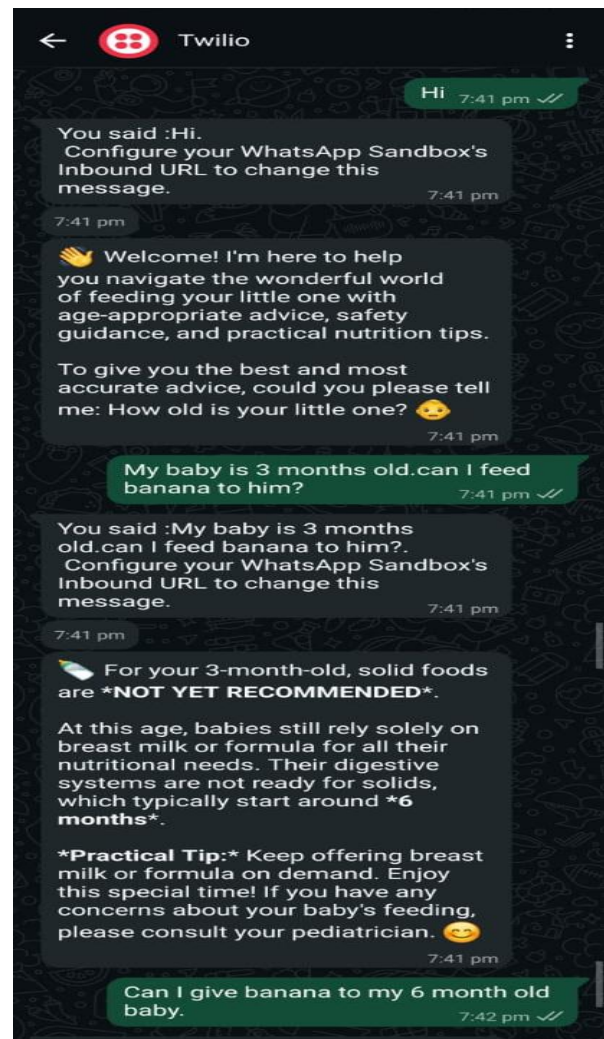 Twilio
Hi 7:41 pm
You said :Hi.
Configure your WhatsApp Sandbox's
Inbound URL to change this
message.
7:41 pm
7:41 pm
👋 Welcome! I'm here to help
you navigate the wonderful world
of feeding your little one with
age-appropriate advice, safety
guidance, and practical nutrition tips.
To give you the best and most
accurate advice, could you please tell
me: How old is your little one? 👶
7:41 pm
My baby is 3 months old.can I feed
banana to him?
7:41 pm
You said :My baby is 3 months
old.can I feed banana to him?.
Configure your WhatsApp Sandbox's
Inbound URL to change this
message.
7:41 pm
7:41 pm
🍼 For your 3-month-old, solid foods
are *NOT YET RECOMMENDED*.
At this age, babies still rely solely on
breast milk or formula for all their
nutritional needs. Their digestive
systems are not ready for solids,
which typically start around *6
months*.
*Practical Tip:* Keep offering breast
milk or formula on demand. Enjoy
this special time! If you have any
concerns about your baby's feeding,
please consult your pediatrician. 😊
7:41 pm
Can I give banana to my 6 month old
baby.
7:42 pm